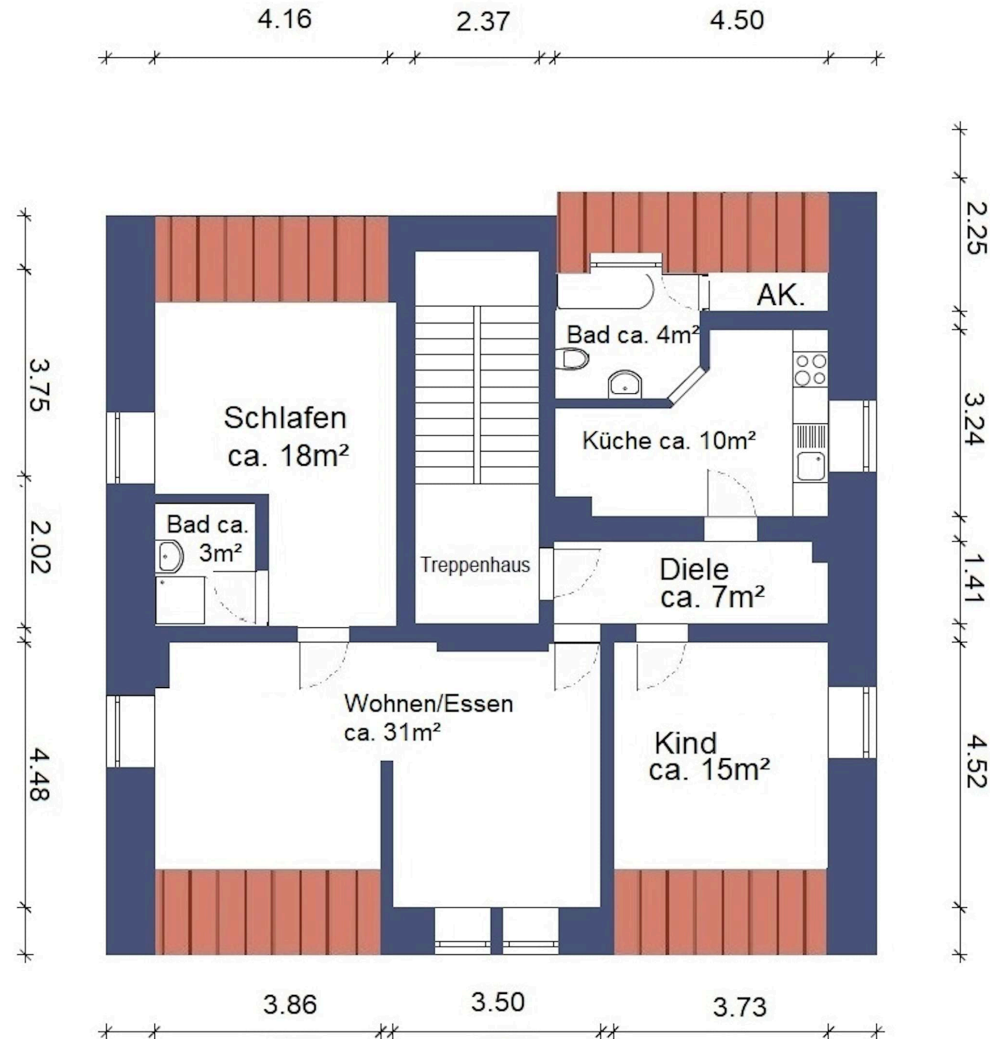 4.16
2.37
4.50
2.25
AK.
Bad ca. 4m²
3.75
Schlafen
ca. 18m²
3.24
Küche ca. 10m²
2.02
Bad ca.
3m²
Treppenhaus
Diele
ca. 7m²
1.41
Wohnen/Essen
ca. 31m²
Kind
ca. 15m²
4.48
4.52
3.86
3.50
3.73